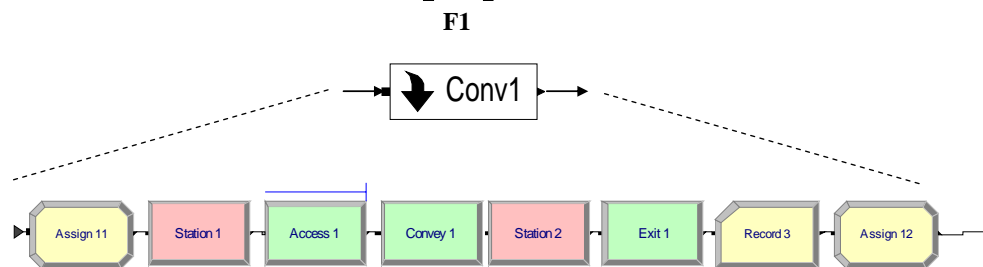 F1
Conv1
Assign 11
Station 1
Access 1
Convey 1
Station 2
Exit 1
Record 3
Assign 12